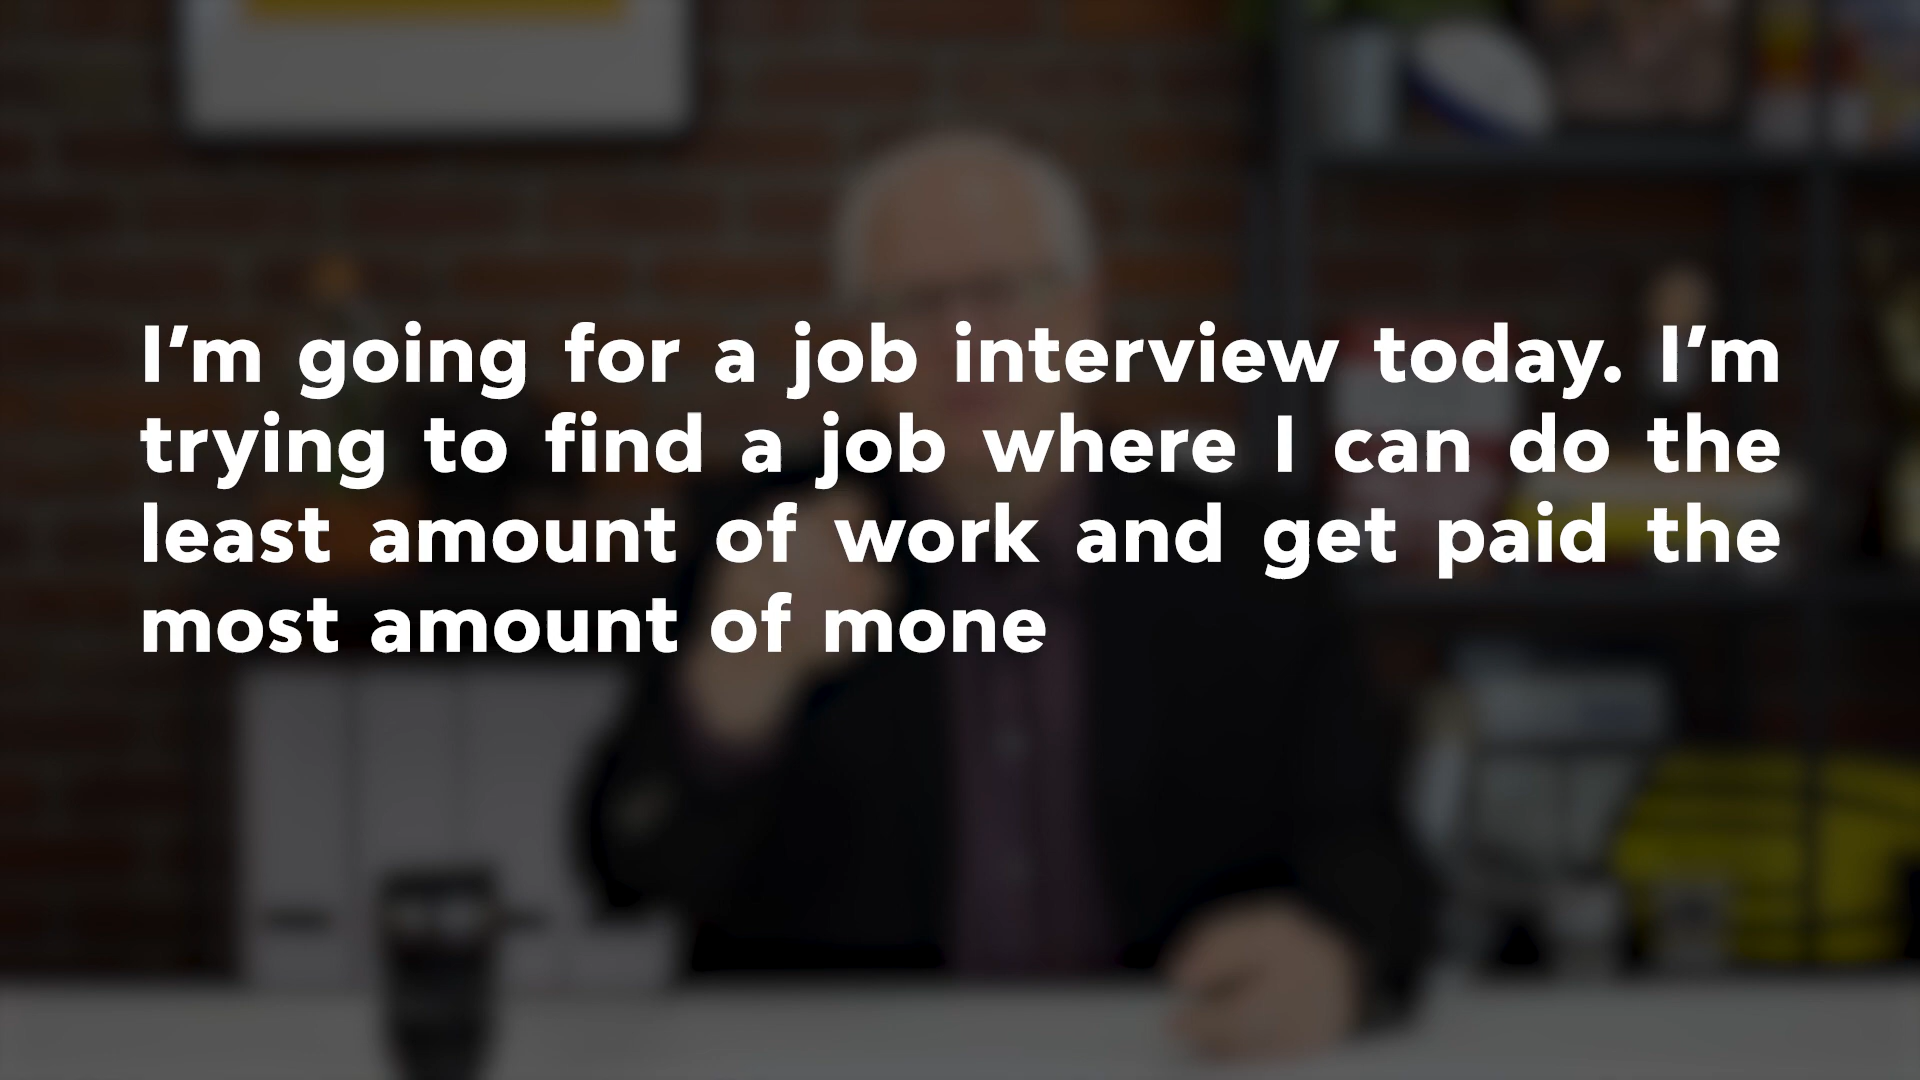 I’m going for a job interview today. I’m
trying to find a job where I can do the
least amount of work and get paid the
most amount of mone